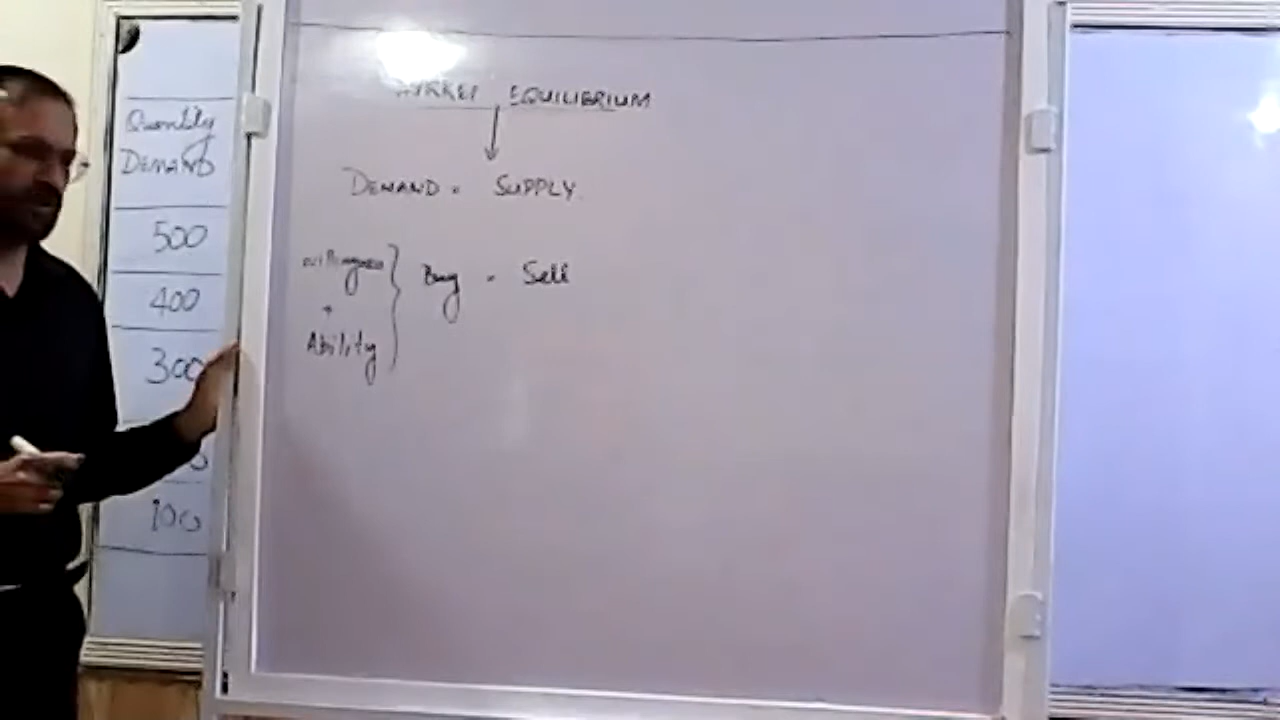 Quantity
DEMAND
500
400
300
100
MARKET EQUILIBRIUM
DEMAND = SUPPLY.
willingness
+
Ability
Buy = Sell